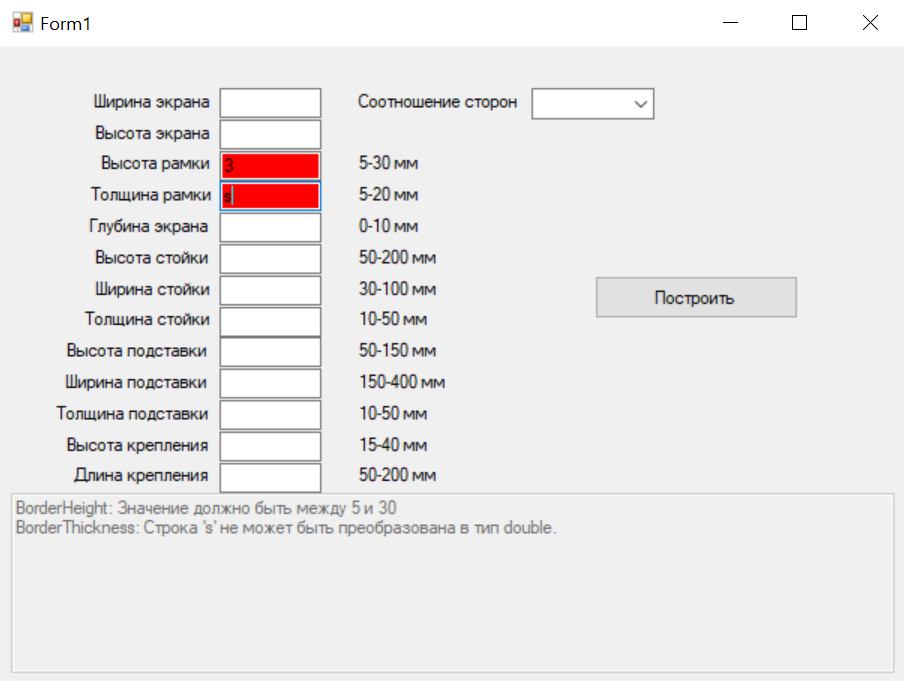 Form1
Ширина экрана Соотношение сторон
Высота экрана
Высота рамки 3 5-30 мм
Толщина рамки s 5-20 мм
Глубина экрана 0-10 мм
Высота стойки 50-200 мм
Ширина стойки 30-100 мм
Построить
Толщина стойки 10-50 мм
Высота подставки 50-150 мм
Ширина подставки 150-400 мм
Толщина подставки 10-50 мм
Высота крепления 15-40 мм
Длина крепления 50-200 мм
BorderHeight: Значение должно быть между 5 и 30
BorderThickness: Строка 's' не может быть преобразована в тип double.